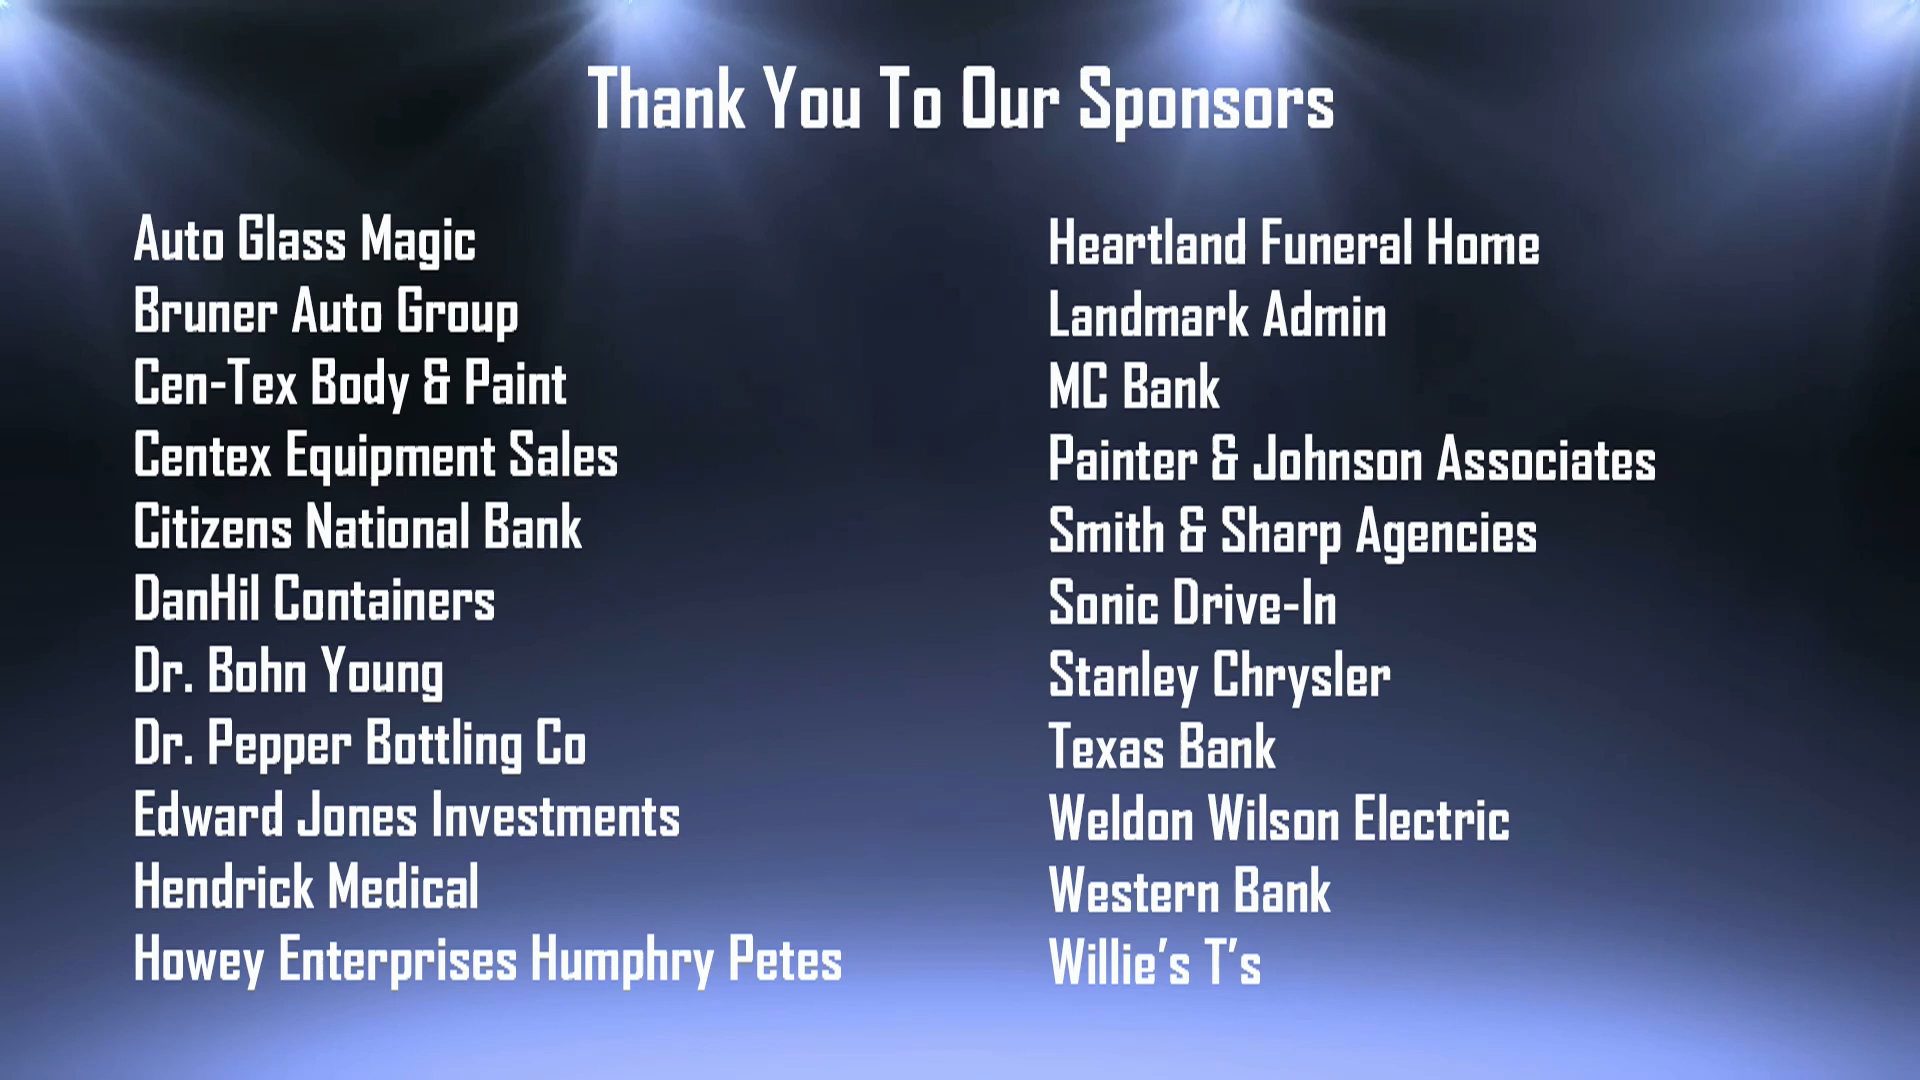 Thank You To Our Sponsors
Auto Glass Magic
Bruner Auto Group
Cen-Tex Body & Paint
Centex Equipment Sales
Citizens National Bank
DanHil Containers
Dr. Bohn Young
Dr. Pepper Bottling Co
Edward Jones Investments
Hendrick Medical
Howey Enterprises Humphry Petes
Heartland Funeral Home
Landmark Admin
MC Bank
Painter & Johnson Associates
Smith & Sharp Agencies
Sonic Drive-In
Stanley Chrysler
Texas Bank
Weldon Wilson Electric
Western Bank
Willie’s T’s